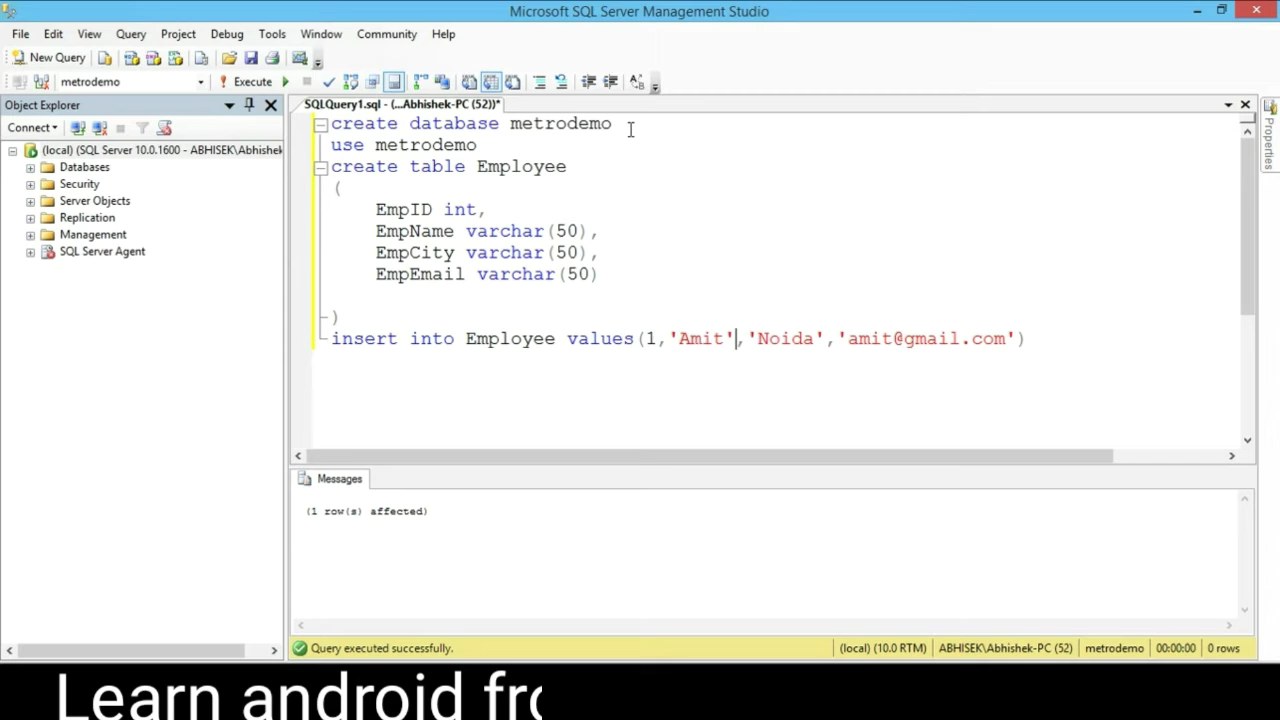 Microsoft SQL Server Management Studio
File Edit View Query Project Debug Tools Window Community Help
New Query
metrodemo Execute
Object Explorer
SQLQuery1.sql - (...Abhishek-PC (52))*
Connect
(local) (SQL Server 10.0.1600 - ABHISEK\Abhishek
Databases
Security
Server Objects
Replication
Management
SQL Server Agent
create database metrodemo
use metrodemo
create table Employee
(
EmpID int,
EmpName varchar(50),
EmpCity varchar(50),
EmpEmail varchar(50)
)
insert into Employee values(1,'Amit','Noida','amit@gmail.com')
Properties
Messages
(1 row(s) affected)
Query executed successfully. (local) (10.0 RTM) ABHISEK\Abhishek-PC (52) metrodemo 00:00:00 0 rows
Learn android fro